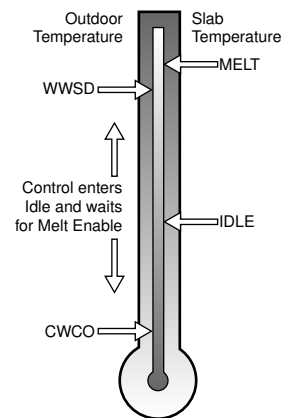 Outdoor
Temperature
Slab
Temperature
MELT
WWSD
Control enters
Idle and waits
for Melt Enable
IDLE
CWCO